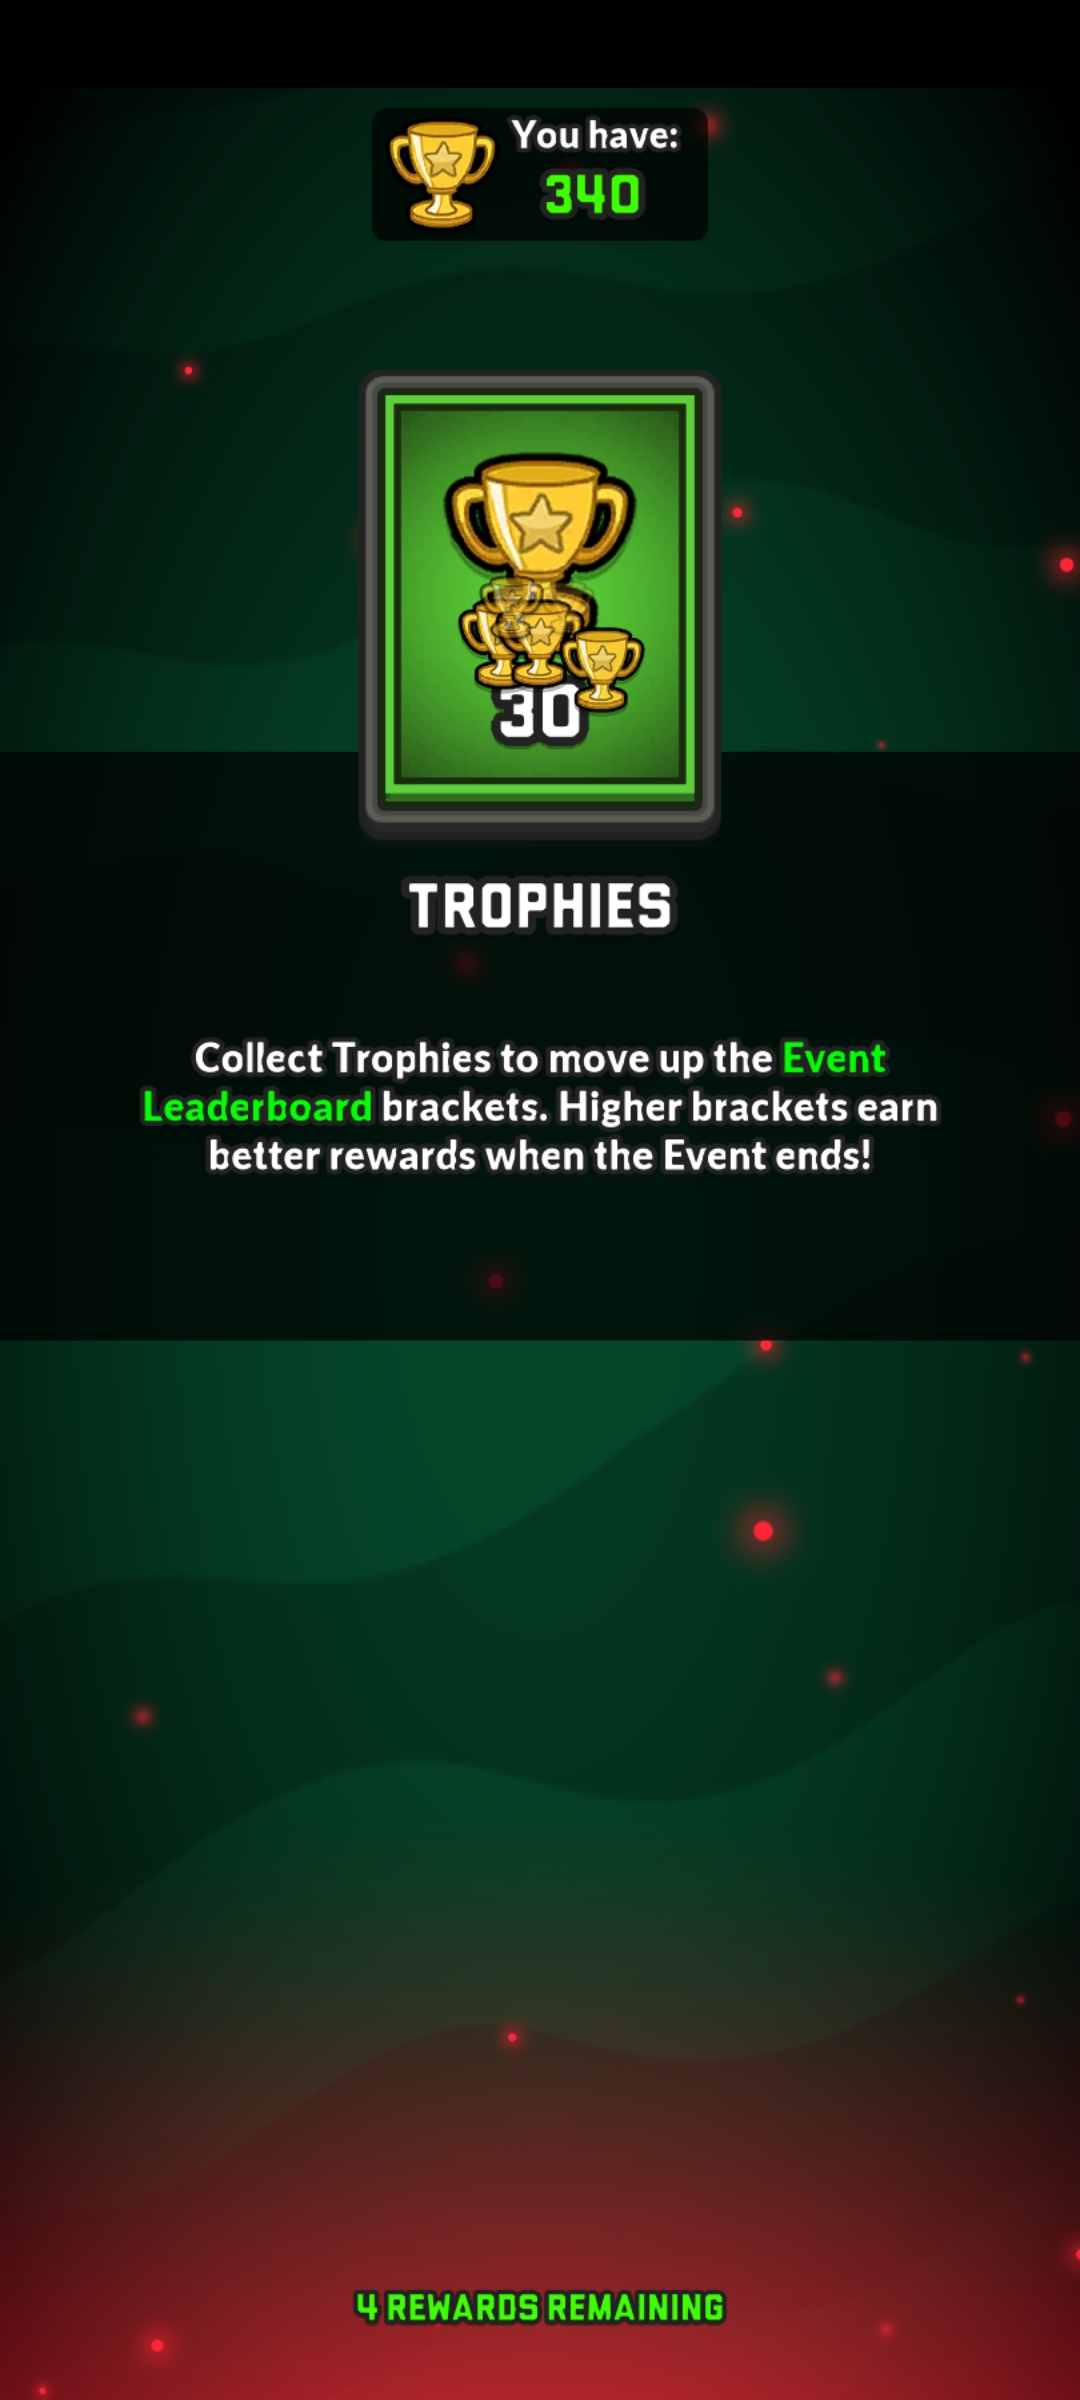 You have:
340
30
TROPHIES
Collect Trophies to move up the Event
Leaderboard brackets. Higher brackets earn
better rewards when the Event ends!
4 REWARDS REMAINING